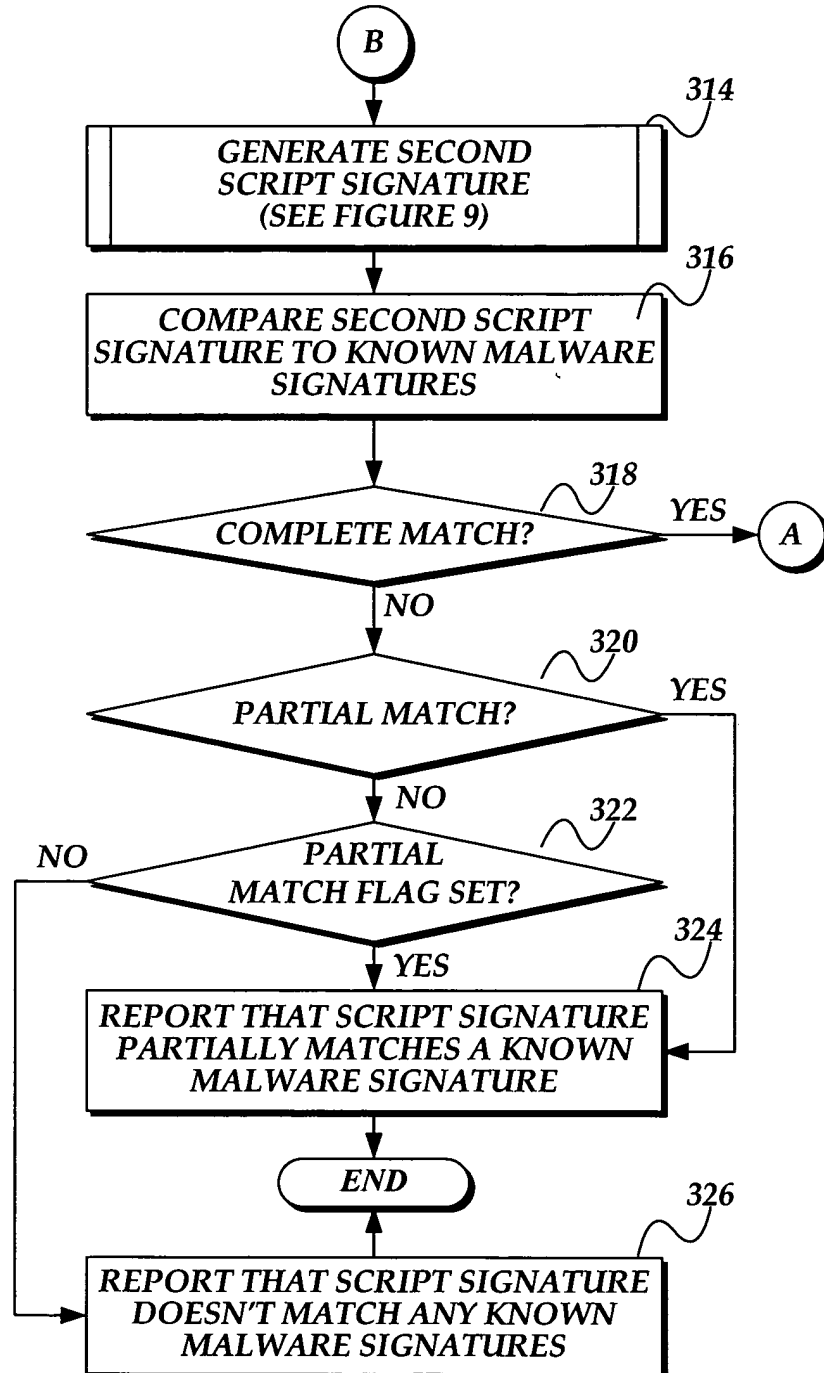 B
314
GENERATE SECOND
SCRIPT SIGNATURE
(SEE FIGURE 9)
316
COMPARE SECOND SCRIPT
SIGNATURE TO KNOWN MALWARE
SIGNATURES
318
COMPLETE MATCH?
YES
A
NO
320
PARTIAL MATCH?
YES
NO
322
NO
PARTIAL
MATCH FLAG SET?
YES
324
REPORT THAT SCRIPT SIGNATURE
PARTIALLY MATCHES A KNOWN
MALWARE SIGNATURE
END
326
REPORT THAT SCRIPT SIGNATURE
DOESN'T MATCH ANY KNOWN
MALWARE SIGNATURES